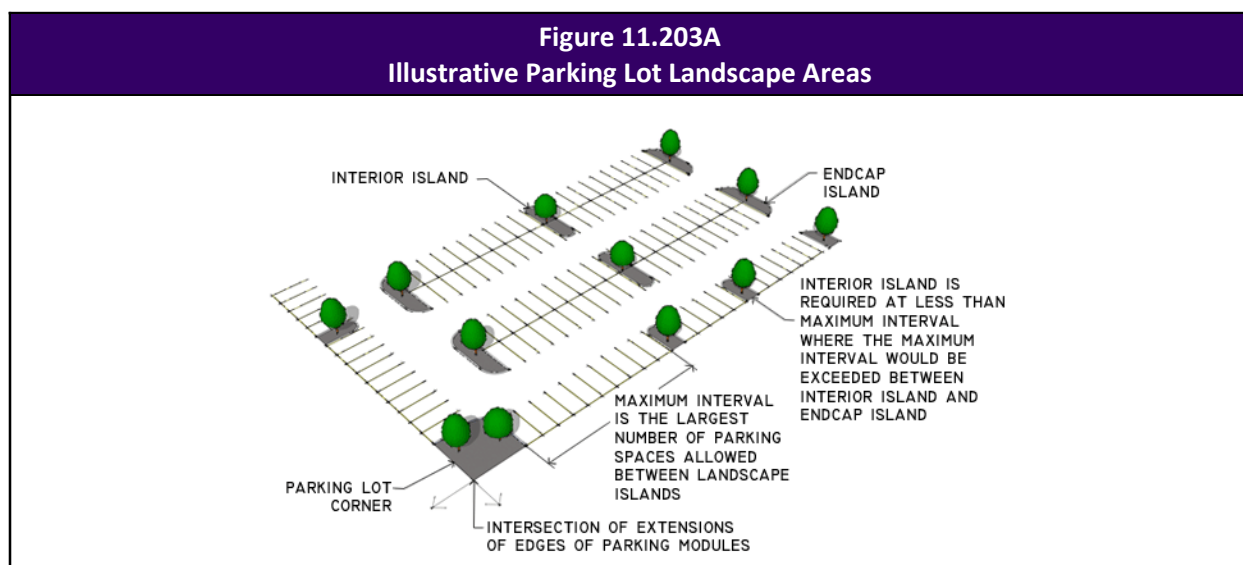 Figure 11.203A
Illustrative Parking Lot Landscape Areas
INTERIOR ISLAND
ENDCAP
ISLAND
INTERIOR ISLAND IS
REQUIRED AT LESS THAN
MAXIMUM INTERVAL
WHERE THE MAXIMUM
INTERVAL WOULD BE
EXCEEDED BETWEEN
INTERIOR ISLAND AND
ENDCAP ISLAND
MAXIMUM INTERVAL
IS THE LARGEST
NUMBER OF PARKING
SPACES ALLOWED
BETWEEN LANDSCAPE
ISLANDS
PARKING LOT
CORNER
INTERSECTION OF EXTENSIONS
OF EDGES OF PARKING MODULES